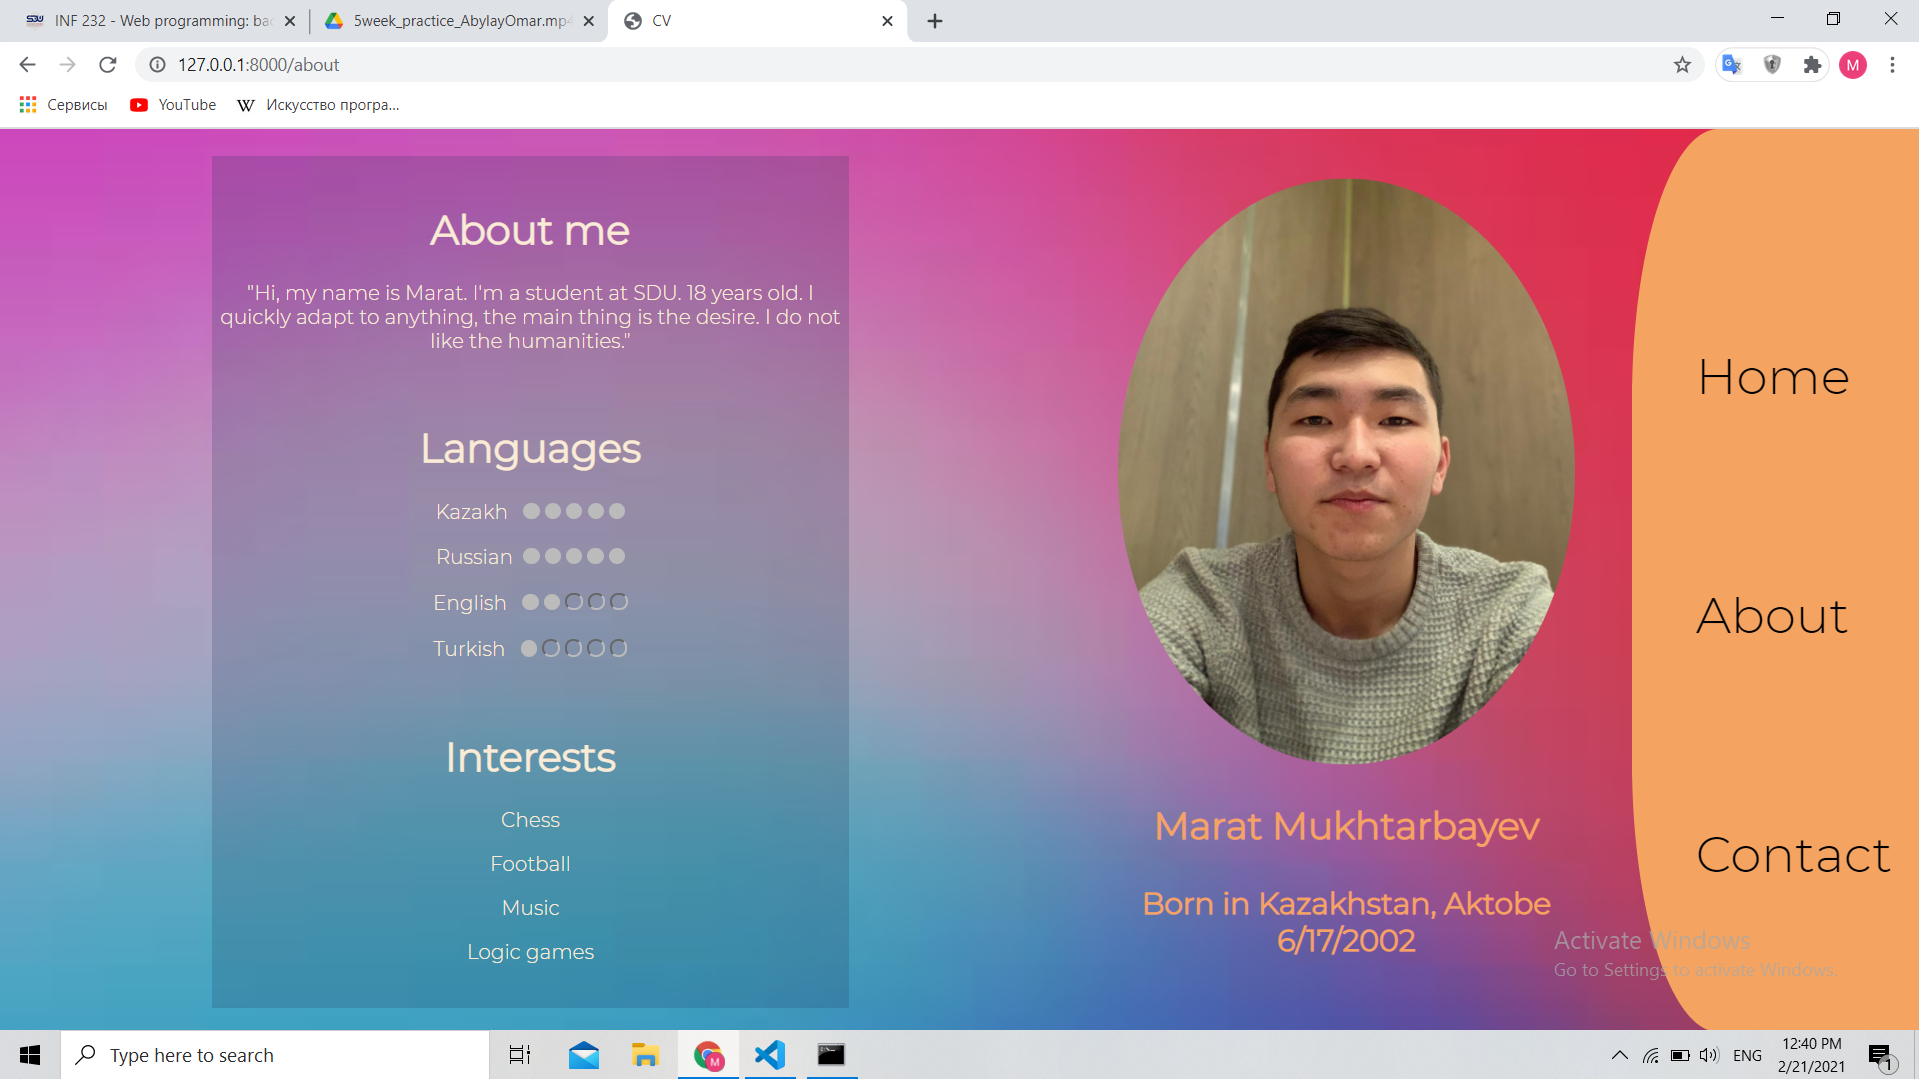 INF 232 - Web programming: bac
5week_practice_AbylayOmar.mp4
CV
127.0.0.1:8000/about
M
Сервисы
YouTube
W
Искусство програ...
About me
"Hi, my name is Marat. I'm a student at SDU. 18 years old. I
quickly adapt to anything, the main thing is the desire. I do not
like the humanities."
Languages
Kazakh
Russian
English
Turkish
Interests
Chess
Football
Music
Logic games
Marat Mukhtarbayev
Born in Kazakhstan, Aktobe
6/17/2002
Home
About
Contact
Activate Windows
Go to Settings to activate Windows.
Type here to search
M
ENG
12:40 PM
2/21/2021
1